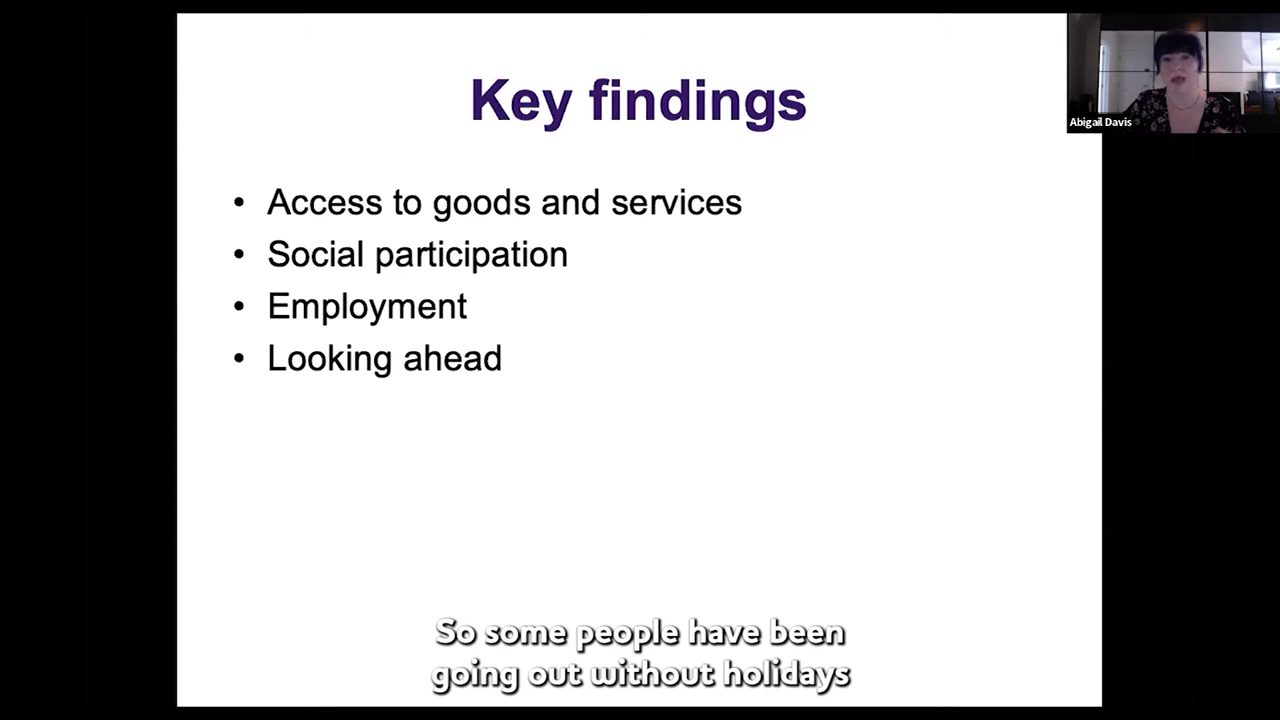 Key findings
Abigail Davis
• Access to goods and services
• Social participation
• Employment
• Looking ahead
So some people have been
going out without holidays